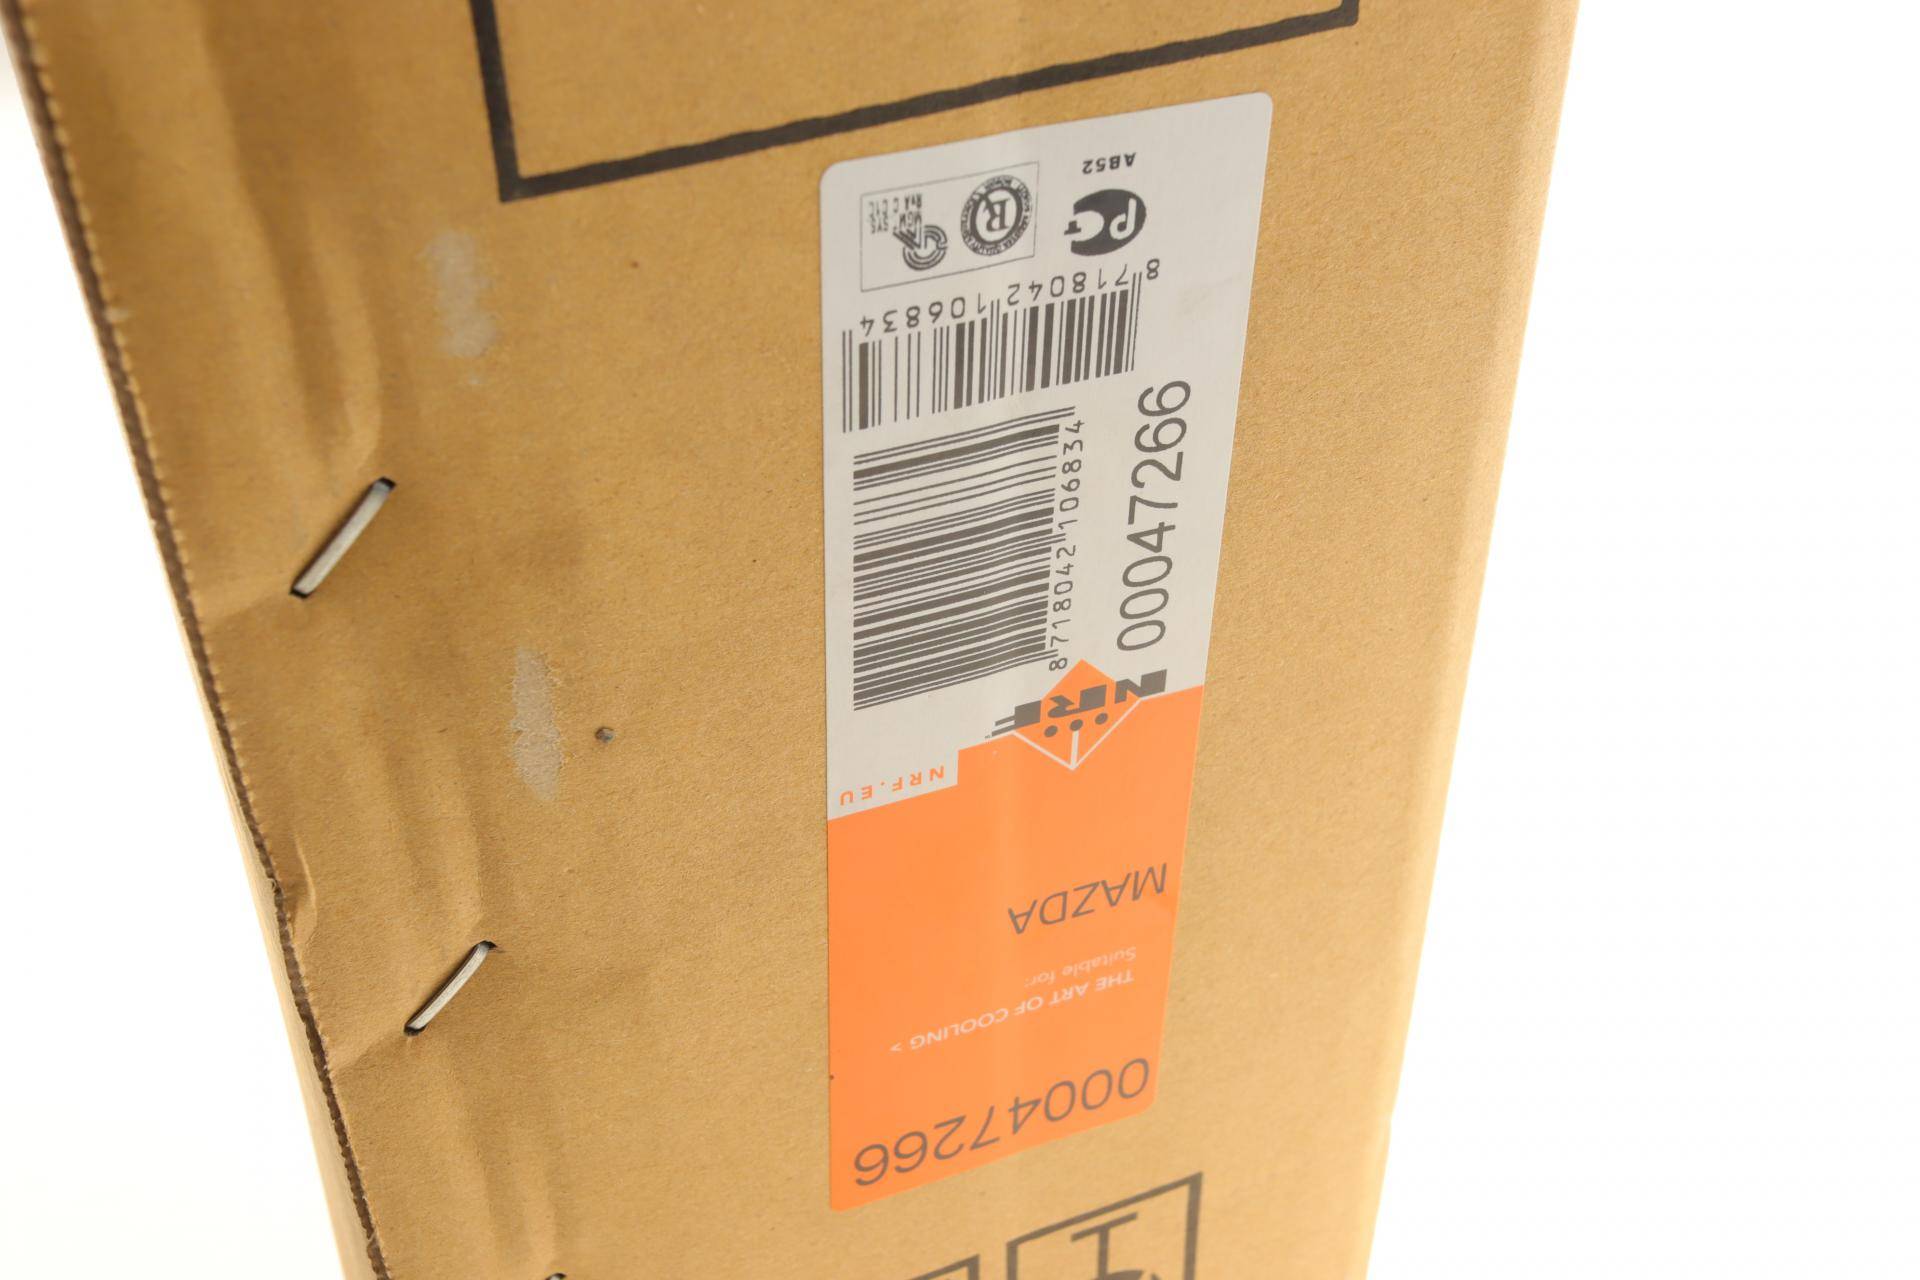 00047266
THE ART OF COOLING >
Suitable for:
MAZDA
NRF
NRF.EU
00047266
8 718042 106834
8 718042 106834
AB52